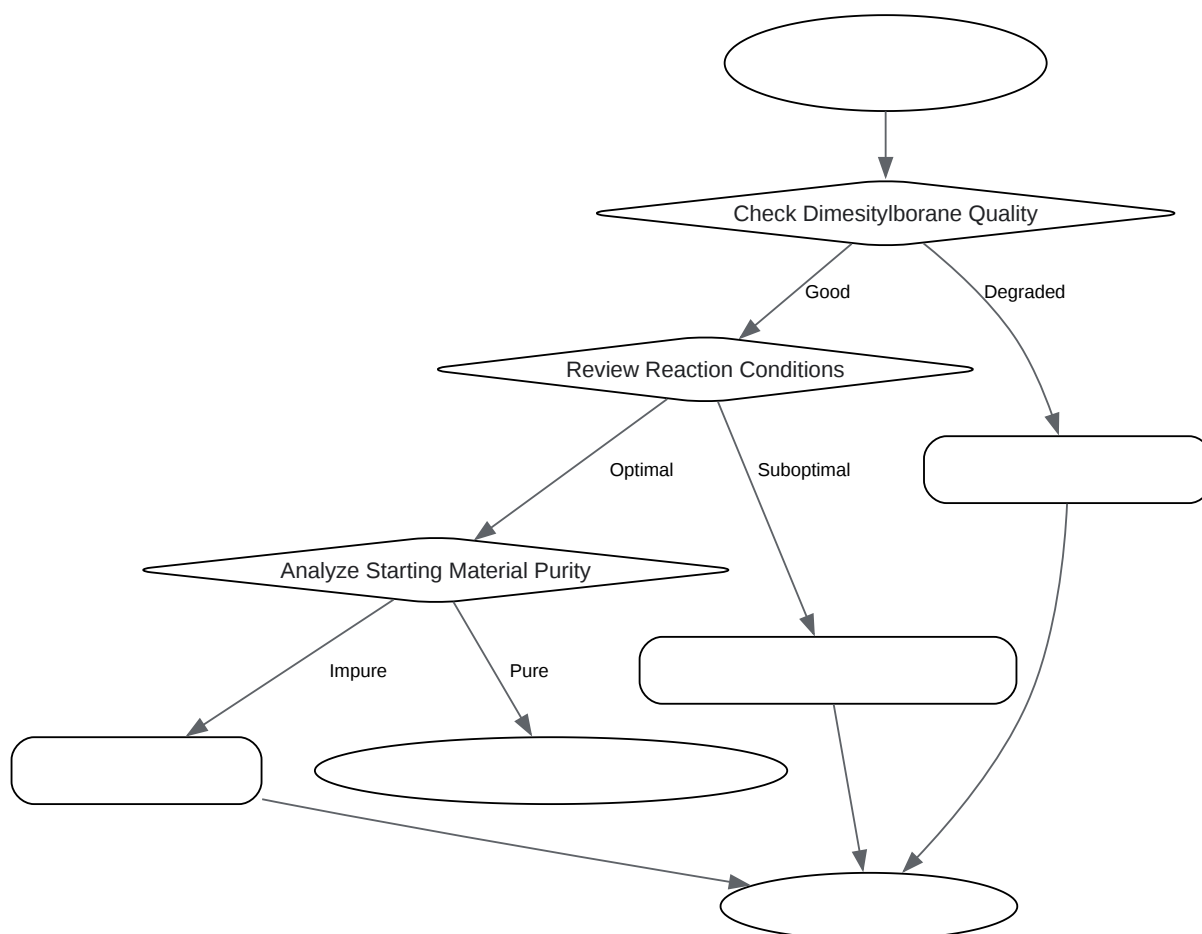 Check Dimesitylborane Quality
Good
Degraded
Review Reaction Conditions
Optimal
Suboptimal
Analyze Starting Material Purity
Impure
Pure